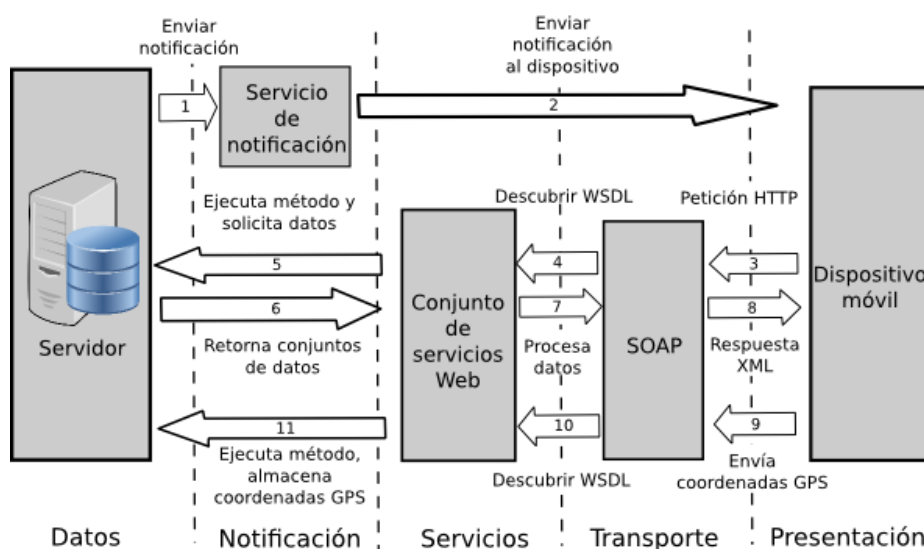 Enviar
notificación
Enviar
notificación
al dispositivo
1
Servicio
de
notificación
2
Ejecuta método y
solicita datos
Descubrir WSDL
Petición HTTP
5
4
3
Servidor
Conjunto
de
servicios
Web
SOAP
Dispositivo
móvil
6
7
8
Retorna conjuntos
de datos
Procesa
datos
Respuesta
XML
11
10
9
Ejecuta método,
almacena
coordenadas GPS
Descubrir WSDL
Envía
coordenadas GPS
Datos
Notificación
Servicios
Transporte
Presentación